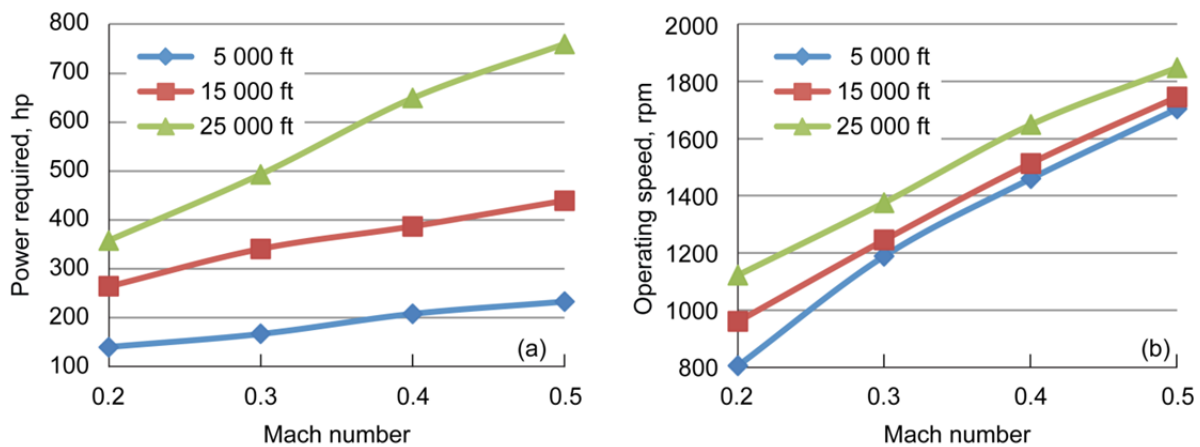 Power required, hp
800
700
600
500
400
300
200
100
5 000 ft
15 000 ft
25 000 ft
(a)
0.2 0.3 0.4 0.5
Mach number
Operating speed, rpm
2000
1800
1600
1400
1200
1000
800
5 000 ft
15 000 ft
25 000 ft
(b)
0.2 0.3 0.4 0.5
Mach number